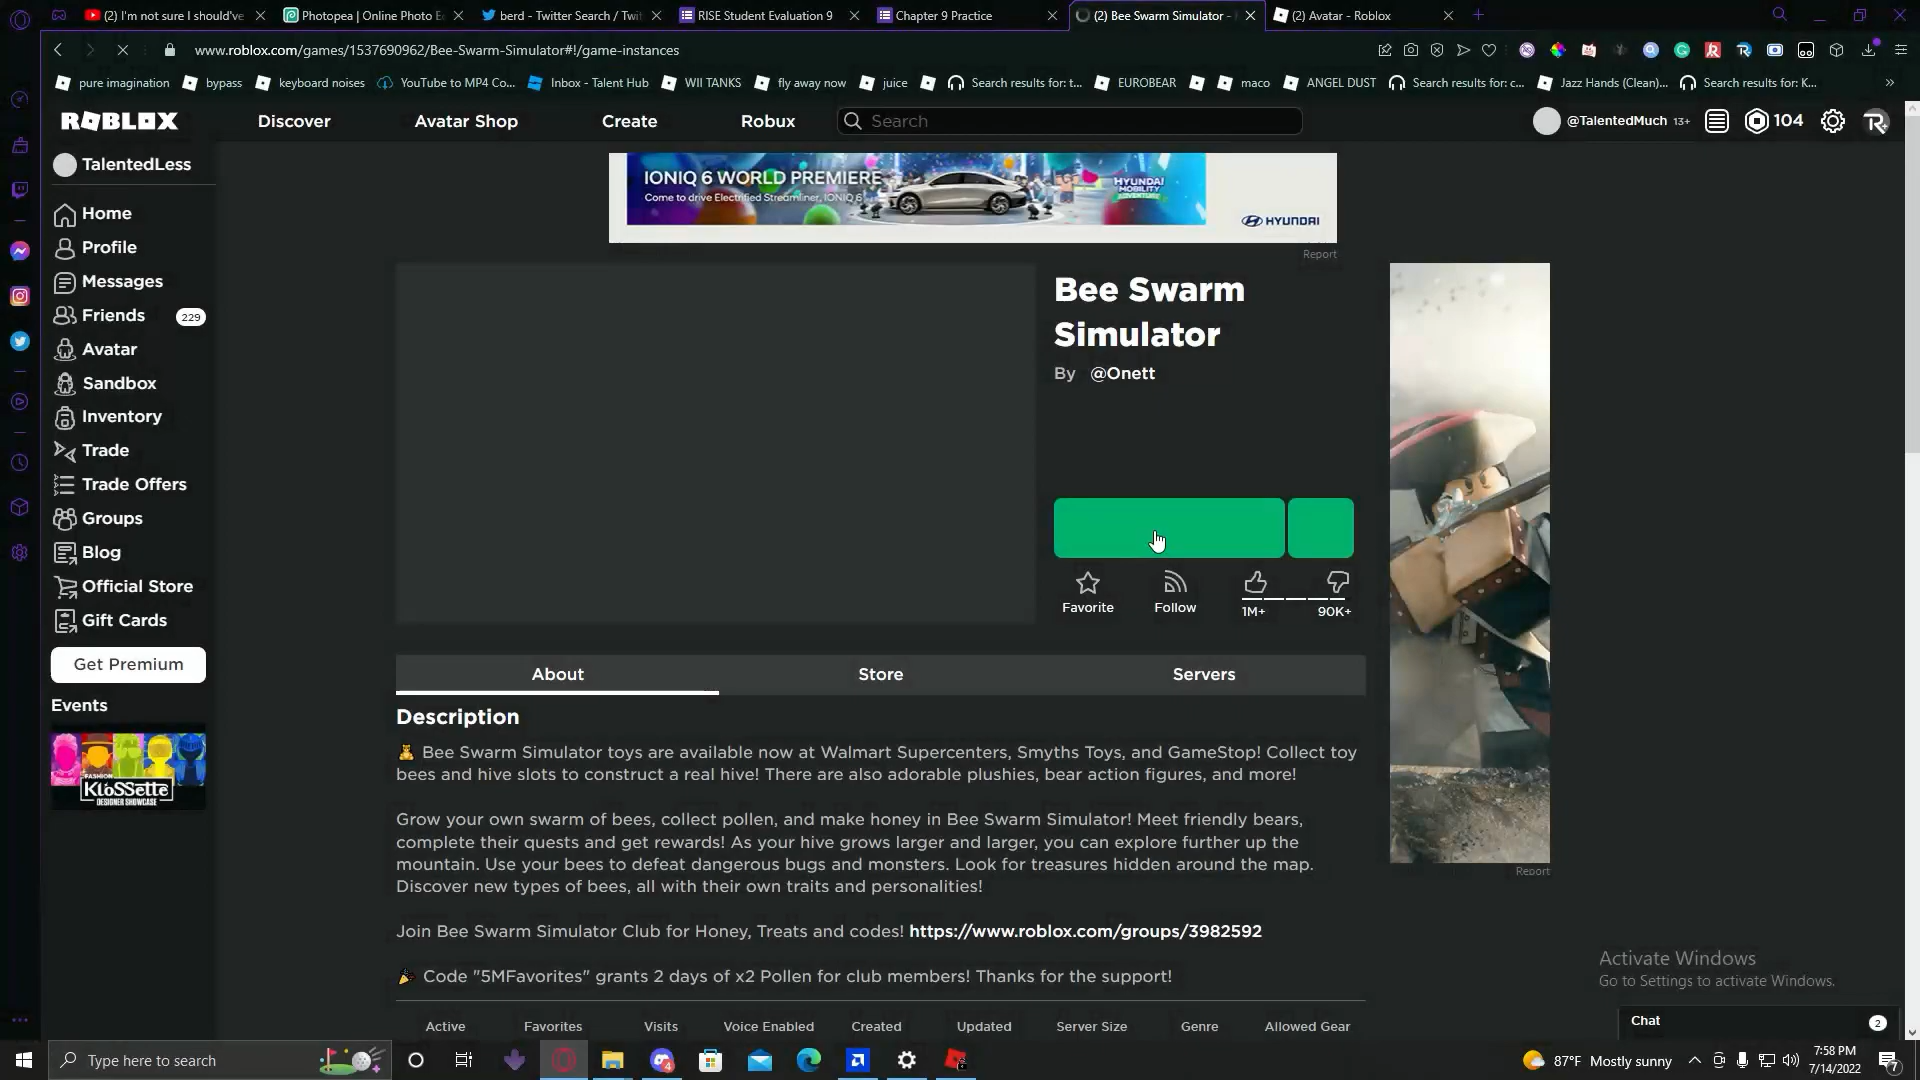 (2) I'm not sure I should've
Photopea | Online Photo E
berd - Twitter Search / Twi
RISE Student Evaluation 9
Chapter 9 Practice
(2) Bee Swarm Simulator -
(2) Avatar - Roblox
www.roblox.com/games/1537690962/Bee-Swarm-Simulator#!/game-instances
pure imagination
bypass
keyboard noises
YouTube to MP4 Co...
Inbox - Talent Hub
WII TANKS
fly away now
juice
Search results for: t...
EUROBEAR
maco
ANGEL DUST
Search results for: c...
Jazz Hands (Clean)...
Search results for: K...
ROBLOX
Discover
Avatar Shop
Create
Robux
Search
@TalentedMuch 13+
104
TalentedLess
Home
Profile
Messages
Friends
229
Avatar
Sandbox
Inventory
Trade
Trade Offers
Groups
Blog
Official Store
Gift Cards
Get Premium
Events
FASHION
KloSSette
DESIGNER SHOWCASE
IONIQ 6 WORLD PREMIERE
Come to drive Electrified Streamliner, IONIQ 6
HYUNDAI
MOBILITY
ADVENTURE
HYUNDAI
Report
Bee Swarm
Simulator
By @Onett
Favorite
Follow
1M+
90K+
About
Store
Servers
Description
Bee Swarm Simulator toys are available now at Walmart Supercenters, Smyths Toys, and GameStop! Collect toy
bees and hive slots to construct a real hive! There are also adorable plushies, bear action figures, and more!
Grow your own swarm of bees, collect pollen, and make honey in Bee Swarm Simulator! Meet friendly bears,
complete their quests and get rewards! As your hive grows larger and larger, you can explore further up the
mountain. Use your bees to defeat dangerous bugs and monsters. Look for treasures hidden around the map.
Discover new types of bees, all with their own traits and personalities!
Join Bee Swarm Simulator Club for Honey, Treats and codes! https://www.roblox.com/groups/3982592
Code "5MFavorites" grants 2 days of x2 Pollen for club members! Thanks for the support!
Active
Favorites
Visits
Voice Enabled
Created
Updated
Server Size
Genre
Allowed Gear
Report
Activate Windows
Go to Settings to activate Windows.
Chat
2
Type here to search
4
87°F Mostly sunny
7:58 PM
7/14/2022
7